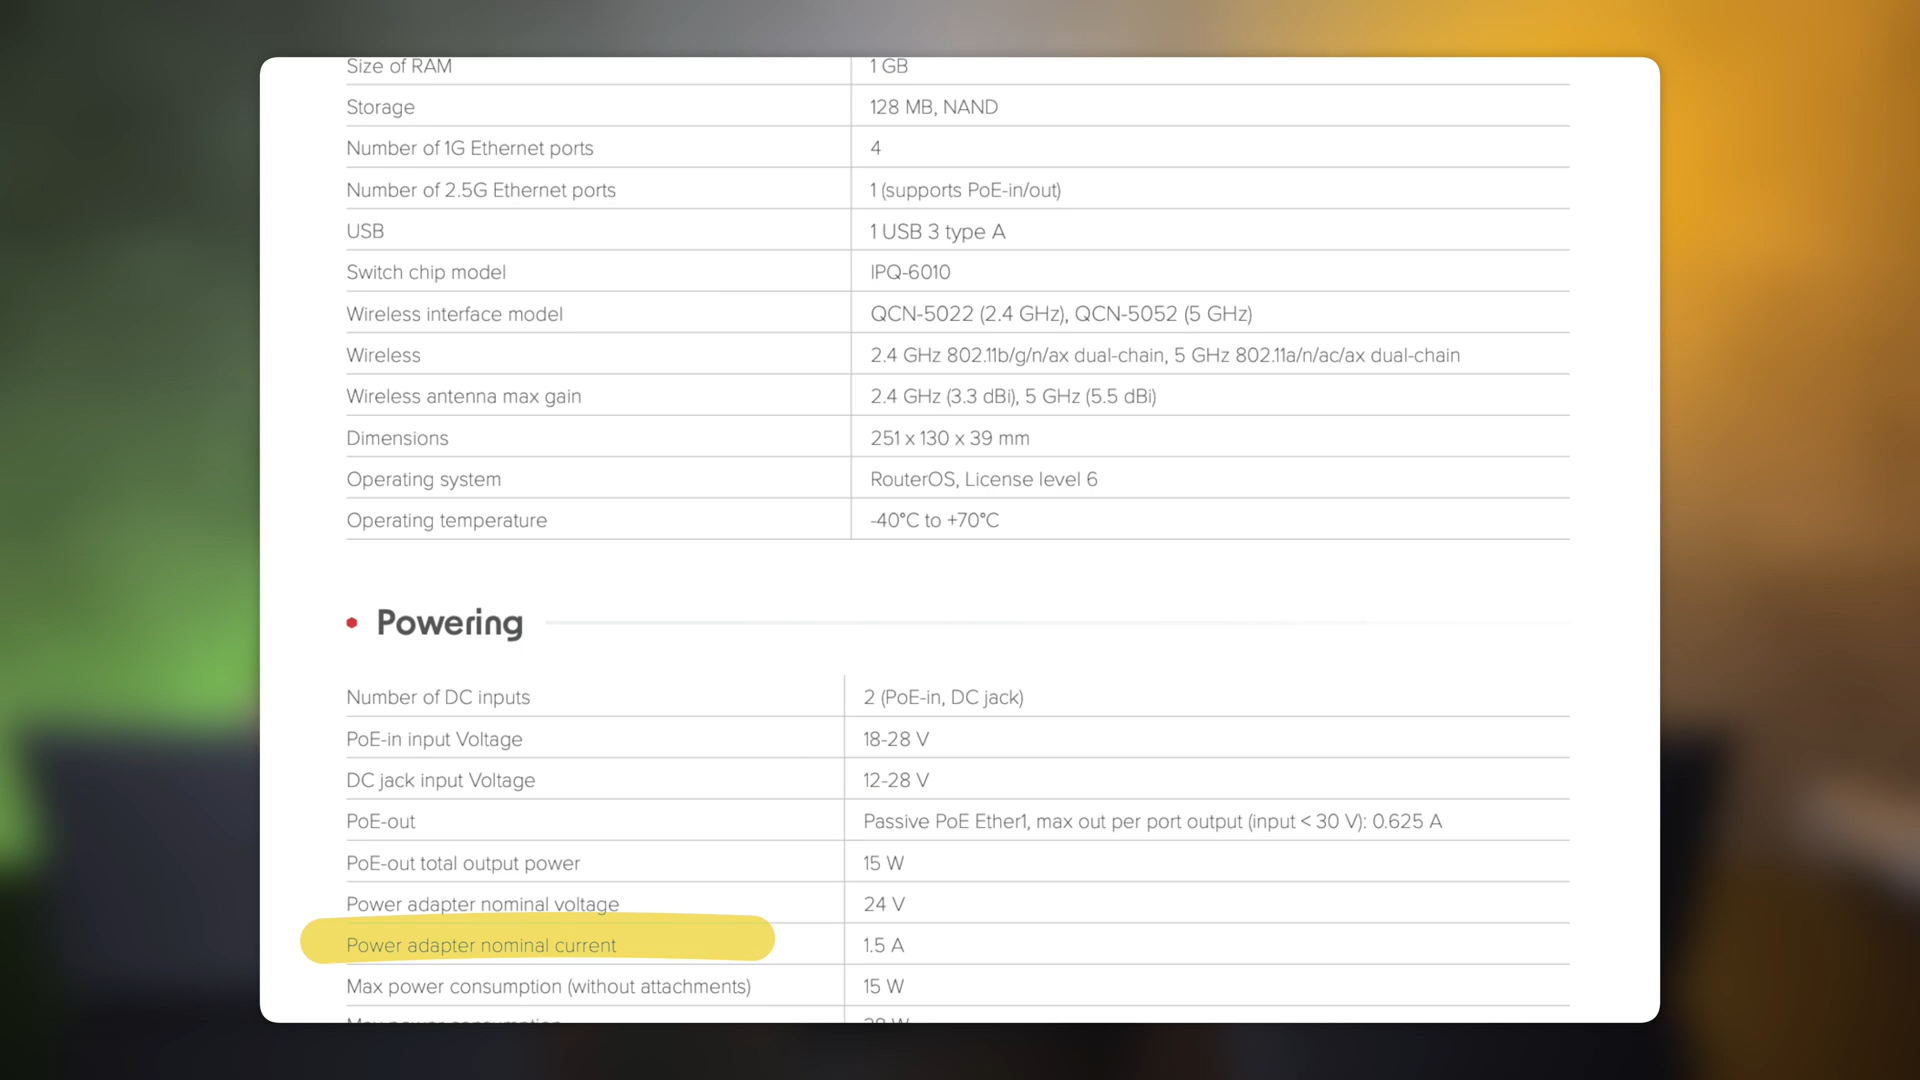 Size of RAM 1 GB
Storage 128 MB, NAND
Number of 1G Ethernet ports 4
Number of 2.5G Ethernet ports 1 (supports PoE-in/out)
USB 1 USB 3 type A
Switch chip model IPQ-6010
Wireless interface model QCN-5022 (2.4 GHz), QCN-5052 (5 GHz)
Wireless 2.4 GHz 802.11b/g/n/ax dual-chain, 5 GHz 802.11a/n/ac/ax dual-chain
Wireless antenna max gain 2.4 GHz (3.3 dBi), 5 GHz (5.5 dBi)
Dimensions 251 x 130 x 39 mm
Operating system RouterOS, License level 6
Operating temperature -40°C to +70°C
Powering
Number of DC inputs 2 (PoE-in, DC jack)
PoE-in input Voltage 18-28 V
DC jack input Voltage 12-28 V
PoE-out Passive PoE Ether1, max out per port output (input < 30 V): 0.625 A
PoE-out total output power 15 W
Power adapter nominal voltage 24 V
Power adapter nominal current 1.5 A
Max power consumption (without attachments) 15 W
Max power consumption